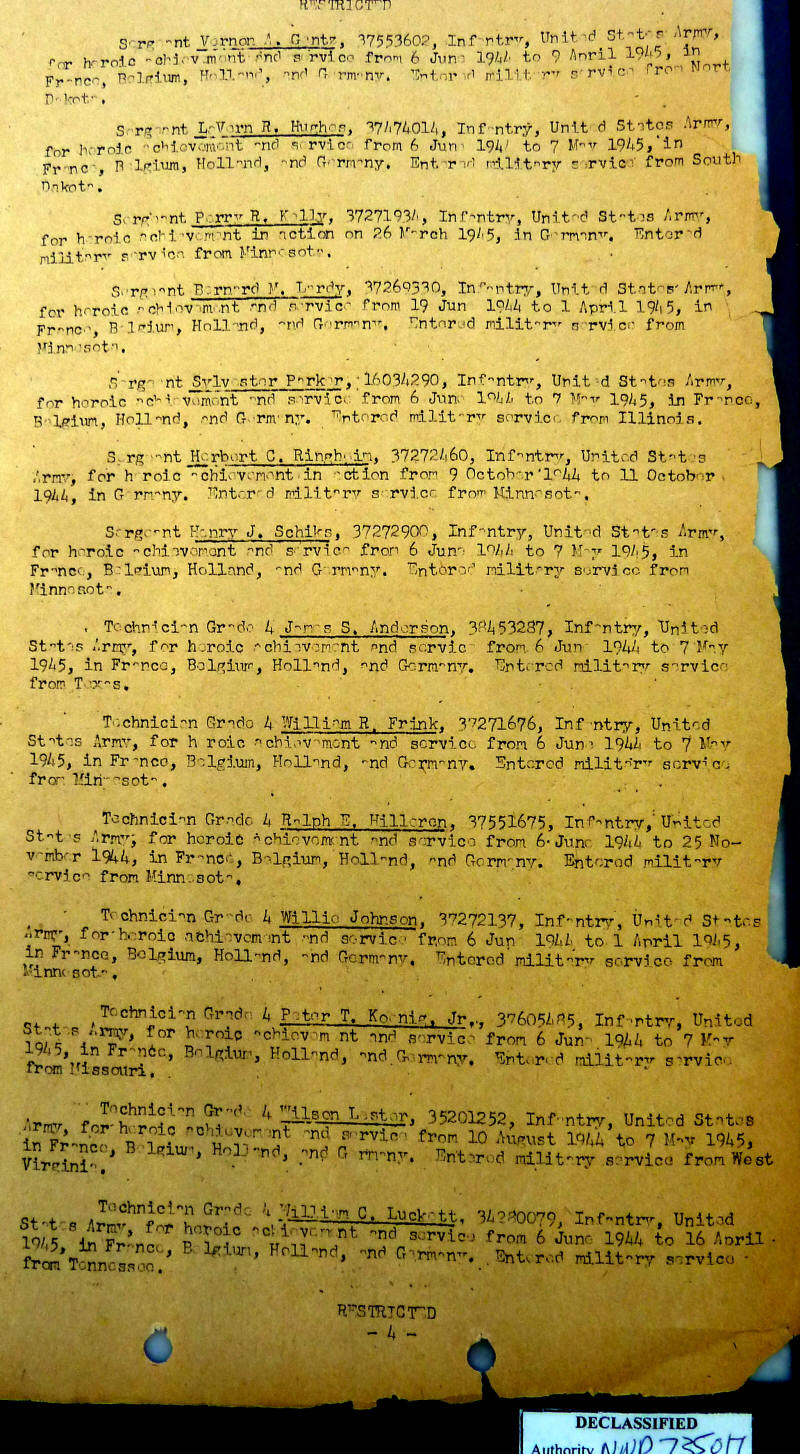 RESTRICTED
Sergeant Vernon A. Gentz, 37553602, Infantry, United States Army,
for heroic achievement and service from 6 June 1944 to 9 April 1945, in
France, Belgium, Holland, and Germany. Entered military service from North
Dakota.
Sergeant LaVern R. Hughes, 37474014, Infantry, United States Army,
for heroic achievement and service from 6 June 1944 to 7 May 1945, in
France, Belgium, Holland, and Germany. Entered military service from South
Dakota.
Sergeant Perry R. Kelly, 37271934, Infantry, United States Army,
for heroic achievement in action on 26 March 1945, in Germany. Entered
military service from Minnesota.
Sergeant Bernard M. Lardy, 37269330, Infantry, United States Army,
for heroic achievement and service from 19 June 1944 to 1 April 1945, in
France, Belgium, Holland, and Germany. Entered military service from
Minnesota.
Sergeant Sylvester Parker, 16034290, Infantry, United States Army,
for heroic achievement and service from 6 June 1944 to 7 May 1945, in France,
Belgium, Holland, and Germany. Entered military service from Illinois.
Sergeant Herbert C. Ringheim, 37272460, Infantry, United States
Army, for heroic achievement in action from 9 October 1944 to 11 October
1944, in Germany. Entered military service from Minnesota.
Sergeant Henry J. Schiks, 37272900, Infantry, United States Army,
for heroic achievement and service from 6 June 1944 to 7 May 1945, in
France, Belgium, Holland, and Germany. Entered military service from
Minnesota.
Technician Grade 4 James S. Anderson, 38453287, Infantry, United
States Army, for heroic achievement and service from 6 June 1944 to 7 May
1945, in France, Belgium, Holland, and Germany. Entered military service
from Texas.
Technician Grade 4 William R. Frink, 37271676, Infantry, United
States Army, for heroic achievement and service from 6 June 1944 to 7 May
1945, in France, Belgium, Holland, and Germany. Entered military service
from Minnesota.
Technician Grade 4 Ralph E. Hilleren, 37551675, Infantry, United
States Army, for heroic achievement and service from 6 June 1944 to 25 No-
vember 1944, in France, Belgium, Holland, and Germany. Entered military
service from Minnesota.
Technician Grade 4 Willie Johnson, 37272137, Infantry, United States
Army, for heroic achievement and service from 6 June 1944 to 1 April 1945,
in France, Belgium, Holland, and Germany. Entered military service from
Minnesota.
Technician Grade 4 Peter T. Koenig, Jr., 37605485, Infantry, United
States Army, for heroic achievement and service from 6 June 1944 to 7 May
1945, in France, Belgium, Holland, and Germany. Entered military service
from Missouri.
Technician Grade 4 Wilson Lester, 35201252, Infantry, United States
Army, for heroic achievement and service from 10 August 1944 to 7 May 1945,
in France, Belgium, Holland, and Germany. Entered military service from West
Virginia.
Technician Grade 4 William C. Luckett, 34280079, Infantry, United
States Army, for heroic achievement and service from 6 June 1944 to 16 April
1945, in France, Belgium, Holland, and Germany. Entered military service
from Tennessee.
RESTRICTED
- 4 -
DECLASSIFIED
Authority NND735017